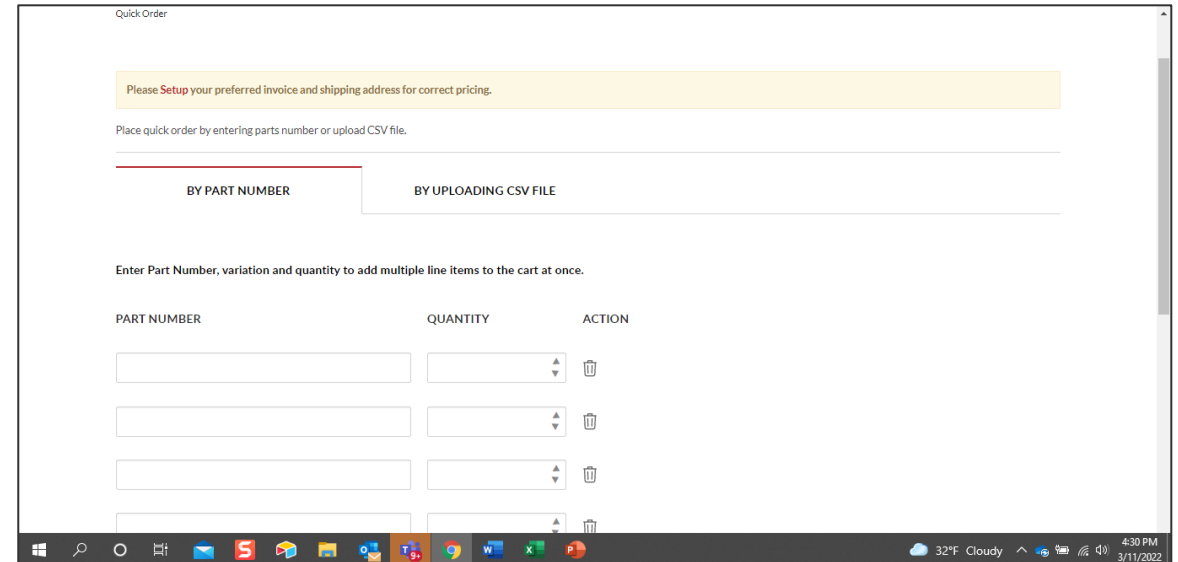 Quick Order
Please Setup your preferred invoice and shipping address for correct pricing.
Place quick order by entering parts number or upload CSV file.
BY PART NUMBER BY UPLOADING CSV FILE
Enter Part Number, variation and quantity to add multiple line items to the cart at once.
PART NUMBER QUANTITY ACTION
32°F Cloudy 4:30 PM
3/11/2022
9+